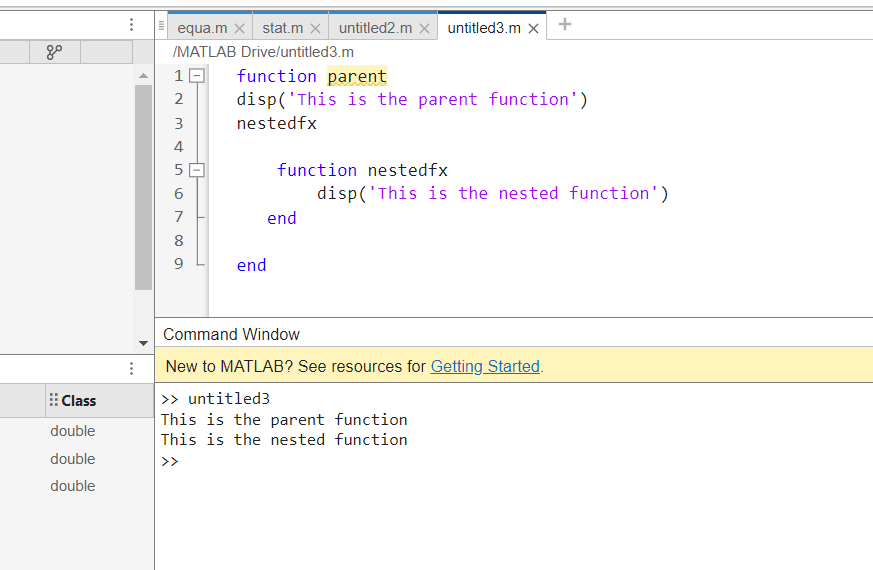 equa.m stat.m untitled2.m untitled3.m
/MATLAB Drive/untitled3.m
1 function parent
2 disp('This is the parent function')
3 nestedfx
4
5 function nestedfx
6 disp('This is the nested function')
7 end
8
9 end
Command Window
New to MATLAB? See resources for Getting Started.
>> untitled3
This is the parent function
This is the nested function
>>
Class
double
double
double